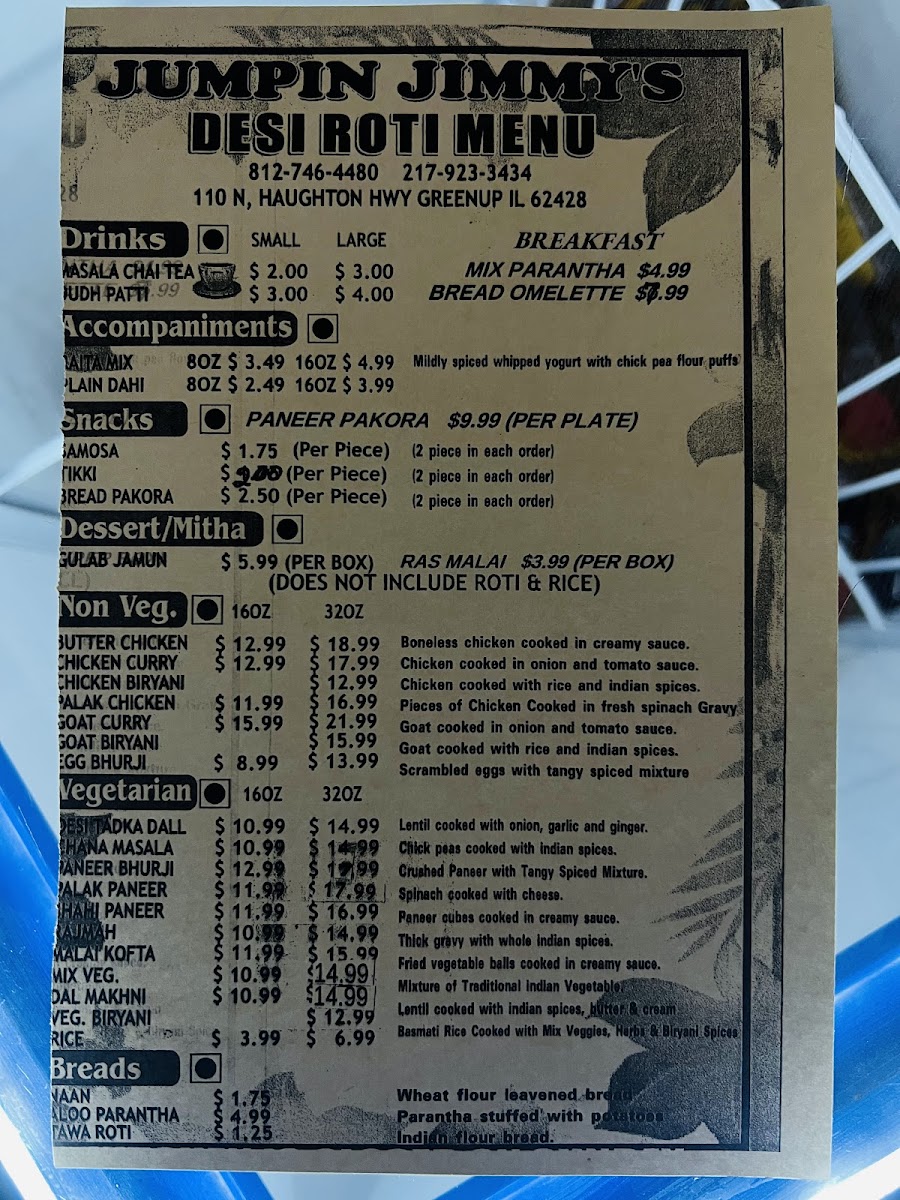 JUMPIN JIMMY'S
DESI ROTI MENU
812-746-4480 217-923-3434
110 N, HAUGHTON HWY GREENUP IL 62428
Drinks SMALL LARGE BREAKFAST
MASALA CHAI TEA $ 2.00 $ 3.00 MIX PARANTHA $4.99
DUDH PATTI $ 3.00 $ 4.00 BREAD OMELETTE
Accompaniments
RAITA MIX 8OZ $ 3.49 16OZ $ 4.99 Mildly spiced whipped yogurt with chick pea flour puffs
PLAIN DAHI 8OZ $ 2.49 16OZ $ 3.99
Snacks PANEER PAKORA $9.99 (PER PLATE)
SAMOSA $ 1.75 (Per Piece) (2 piece in each order)
TIKKI $ (Per Piece) (2 piece in each order)
BREAD PAKORA $ 2.50 (Per Piece) (2 piece in each order)
Dessert/Mitha
GULAB JAMUN $ 5.99 (PER BOX) RAS MALAI $3.99 (PER BOX)
(DOES NOT INCLUDE ROTI & RICE)
Non Veg. 16OZ 32OZ
BUTTER CHICKEN $ 12.99 $ 18.99 Boneless chicken cooked in creamy sauce.
CHICKEN CURRY $ 12.99 $ 17.99 Chicken cooked in onion and tomato sauce.
CHICKEN BIRYANI $ 12.99 Chicken cooked with rice and indian spices.
PALAK CHICKEN $ 11.99 $ 16.99 Pieces of Chicken Cooked in fresh spinach Gravy
GOAT CURRY $ 15.99 $ 21.99 Goat cooked in onion and tomato sauce.
GOAT BIRYANI $ 15.99 Goat cooked with rice and indian spices.
EGG BHURJI $ 8.99 $ 13.99 Scrambled eggs with tangy spiced mixture
Vegetarian 16OZ 32OZ
DESI TADKA DALL $ 10.99 $ 14.99 Lentil cooked with onion, garlic and ginger.
CHANA MASALA $ 10.99 $ 14.99 Chick peas cooked with indian spices.
PANEER BHURJI $ 12.99 $ Crushed Paneer with Tangy Spiced Mixture.
PALAK PANEER $ 11.99 $ 17.99 Spinach cooked with cheese.
SHAHI PANEER $ 11.99 $ 16.99 Paneer cubes cooked in creamy sauce.
RAJMAH $ 10.99 $ 14.99 Thick gravy with whole indian spices.
MALAI KOFTA $ 11.99 $ 15.99 Fried vegetable balls cooked in creamy sauce.
MIX VEG. $ 10.99 $14.99 Mixture of Traditional Indian Vegetable.
DAL MAKHNI $ 10.99 $14.99 Lentil cooked with indian spices, butter & cream
VEG. BIRYANI $ 12.99 Basmati Rice Cooked with Mix Veggies, Herbs & Biryani Spices
RICE $ 3.99 $ 6.99
Breads
NAAN $ 1.75 Wheat flour leavened bread
ALOO PARANTHA $ 4.99 Parantha stuffed with potatoes
TAWA ROTI $ 1.25 Indian flour bread.